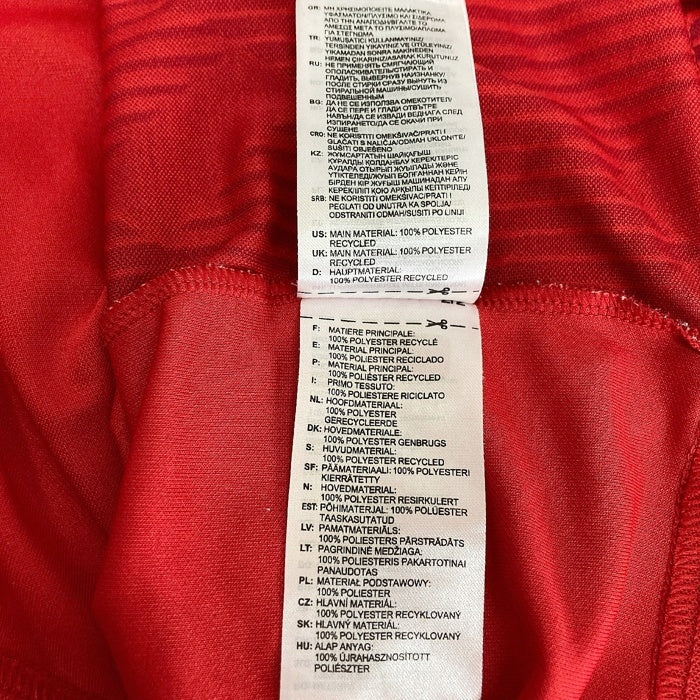 GR: ΜΗ ΧΡΗΣΙΜΟΠΟΙΕΙΤΕ ΜΑΛΑΚΤΙΚΑ
ΥΦΑΣΜΑΤΩΝ/ΠΛΥΣΙΜΟ ΚΑΙ ΣΙΔΕΡΩΜΑ
ΑΠΟ ΤΗΝ ΑΝΑΠΟΔΗ/ΒΓΑΛΤΕ ΤΟ
ΑΜΕΣΩΣ ΜΕΤΑ ΤΟ ΠΛΥΣΙΜΟ/ΑΠΛΩΜΑ
ΓΙΑ ΣΤΕΓΝΩΜΑ
TR: YUMUŞATICI KULLANMAYINIZ/
TERSİNDEN YIKAYINIZ VE ÜTÜLEYİNİZ/
YIKAMADAN SONRA MAKİNEDEN
HEMEN ÇIKARINIZ/ASARAK KURUTUNUZ
RU: НЕ ПРИМЕНЯТЬ СМЯГЧАЮЩИЙ
ОПОЛАСКИВАТЕЛЬ/СТИРАТЬ И
ГЛАДИТЬ, ВЫВЕРНУВ НАИЗНАНКУ/
ПОСЛЕ СТИРКИ СРАЗУ ВЫНУТЬ ИЗ
СТИРАЛЬНОЙ МАШИНЫ/СУШИТЬ
ПОДВЕШЕННЫМ
BG: ДА НЕ СЕ ИЗПОЛЗВА ОМЕКОТИТЕЛ/
ДА СЕ ПЕРЕ И ГЛАДИ ОТВЪТРЕ
НАВЪН/ДА СЕ ИЗВАДИ ВЕДНАГА СЛЕД
ИЗПИРАНЕТО/ДА СЕ ОКАЧИ ПРИ
СУШЕНЕ
CRO: NE KORISTITI OMEKŠIVAČ/PRATI I
GLAČATI S NALIČJA/ODMAH UKLONITE/
SUŠITI OBJEŠENO
KZ: ЖҰМСАРТАТЫН ШАЙҚАҒЫШ
ҚҰРАЛДЫ ҚОЛДАНБАУ КЕРЕК/ТЕРІС
АУДАРА ОТЫРЫП ЖУЫЛАДЫ ЖӘНЕ
ҮТІКТЕЛЕДІ/ЖУЫП БОЛҒАННАН КЕЙІН
БІРДЕН КІР ЖУҒЫШ МАШИНАДАН АЛУ
КЕРЕК/ІЛІП ҚОЮ АРҚЫЛЫ КЕПТІРІЛЕДІ/
SRB: NE KORISTITI OMEKŠIVAC/PRATI I
PEGLATI OD UNUTRA KA SPOLJA/
ODSTRANITI ODMAH/SUSITI PO LINIJI
US: MAIN MATERIAL: 100% POLYESTER
RECYCLED
UK: MAIN MATERIAL: 100% POLYESTER
RECYCLED
D: HAUPTMATERIAL:
100% POLYESTER RECYCLED
F: MATIERE PRINCIPALE:
100% POLYESTER RECYCLÉ
E: MATERIAL PRINCIPAL:
100% POLIESTER RECICLADO
P: MATERIAL PRINCIPAL:
100% POLIÉSTER RECYCLED
I: PRIMO TESSUTO:
100% POLIESTERE RICICLATO
NL: HOOFDMATERIAAL:
100% POLYESTER
GERECYCLEERDE
DK: HOVEDMATERIALE:
100% POLYESTER GENBRUGS
S: HUVUDMATERIAL:
100% POLYESTER RECYCLED
SF: PÄÄMATERIAALI: 100% POLYESTERI
KIERRÄTETTY
N: HOVEDMATERIAL:
100% POLYESTER RESIRKULERT
EST: PÕHIMATERJAL: 100% POLÜESTER
TAASKASUTATUD
LV: PAMATMATERIĀLS:
100% POLIESTERS PĀRSTRĀDĀTS
LT: PAGRINDINĖ MEDŽIAGA:
100% POLIESTERIS PAKARTOTINAI
PANAUDOTAS
PL: MATERIAŁ PODSTAWOWY:
100% POLIESTER
CZ: HLAVNÍ MATERIÁL:
100% POLYESTER RECYKLOVANÝ
SK: HLAVNÝ MATERIÁL:
100% POLYESTER RECYKLOVANÝ
HU: ALAP ANYAG:
100% ÚJRAHASZNOSÍTOTT
POLIÉSZTER